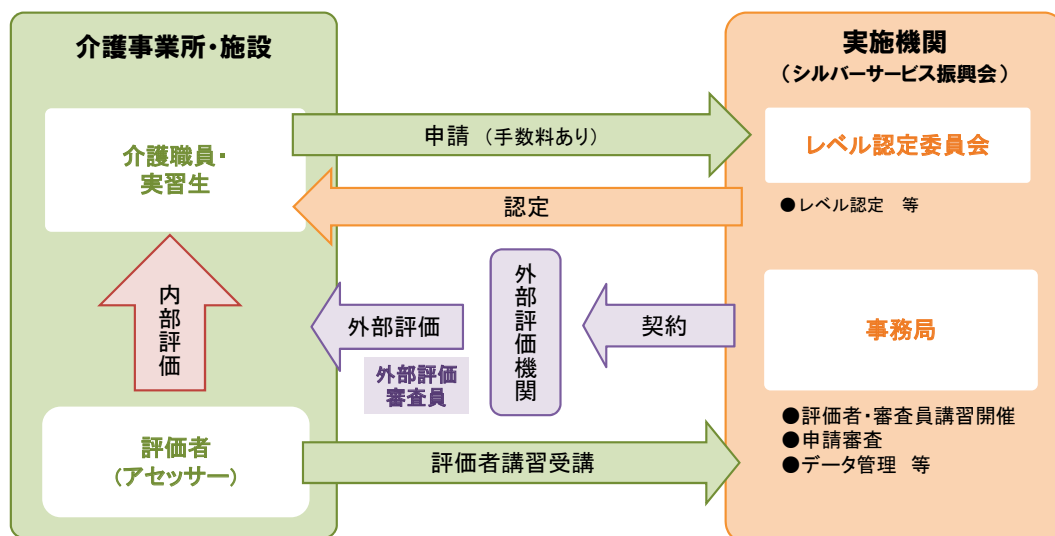 介護事業所・施設
介護職員・
実習生
内部評価
評価者
(アセッサー)
申請 （手数料あり）
認定
外部評価
外部評価
審査員
外部評価機関
契約
評価者講習受講
実施機関
（シルバーサービス振興会）
レベル認定委員会
●レベル認定　等
事務局
●評価者・審査員講習開催
●申請審査
●データ管理　等